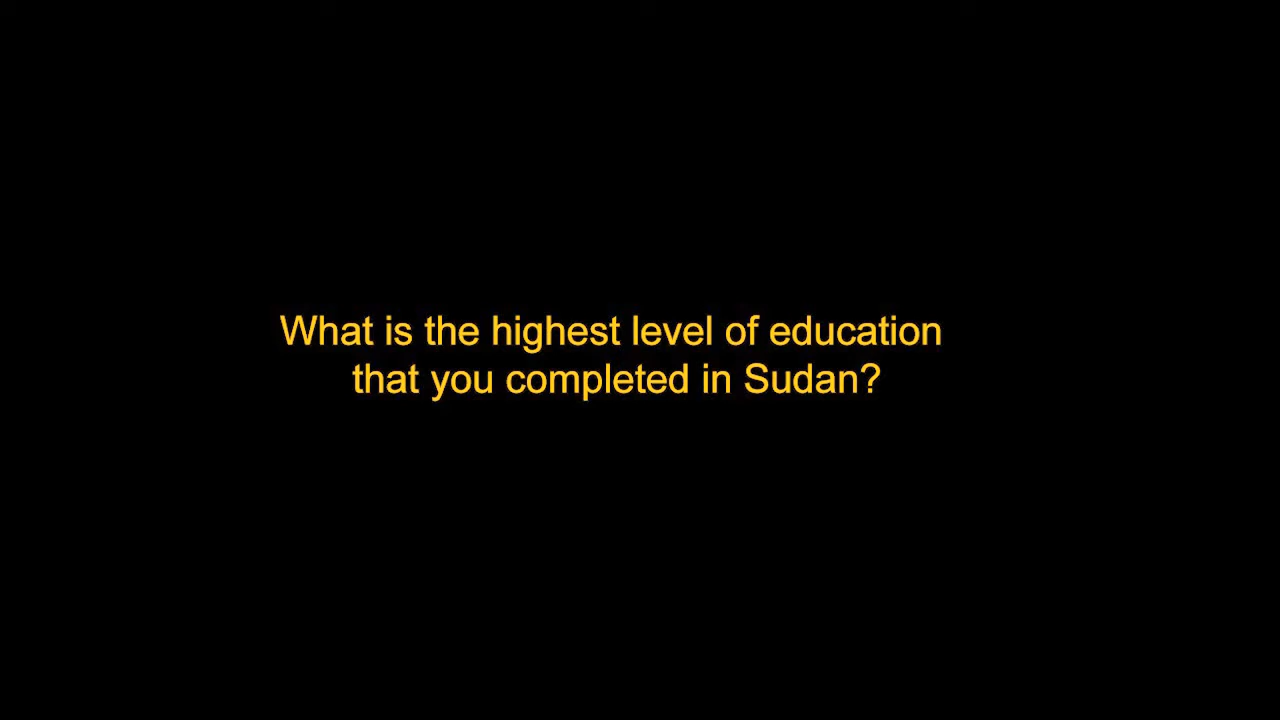 What is the highest level of education
that you completed in Sudan?